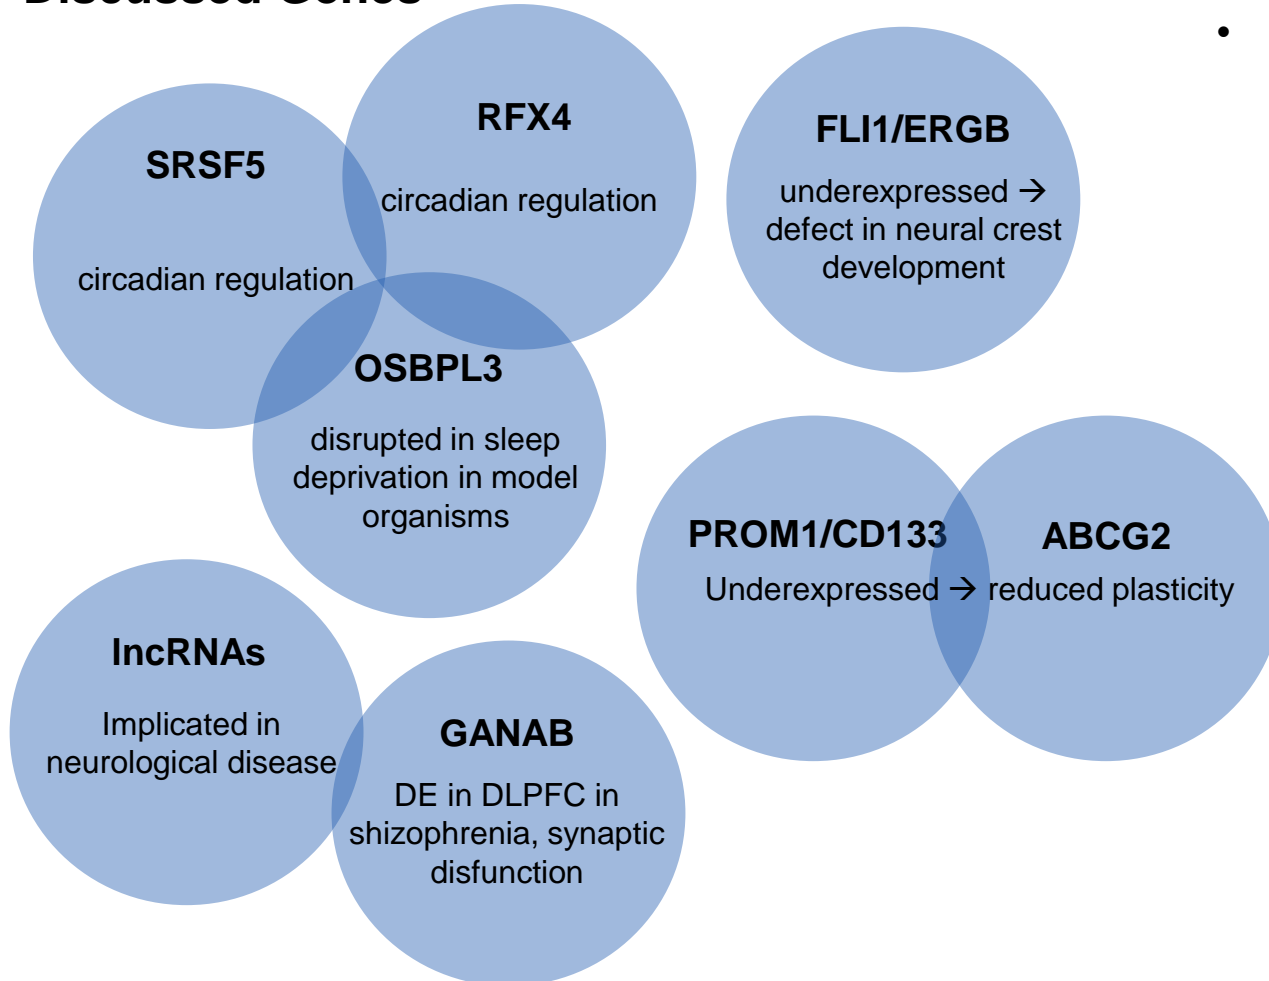 Discussed Genes
•
RFX4
circadian regulation
SRSF5
circadian regulation
FLI1/ERGB
underexpressed →
defect in neural crest
development
OSBPL3
disrupted in sleep
deprivation in model
organisms
PROM1/CD133
ABCG2
Underexpressed → reduced plasticity
lncRNAs
Implicated in
neurological disease
GANAB
DE in DLPFC in
shizophrenia, synaptic
disfunction